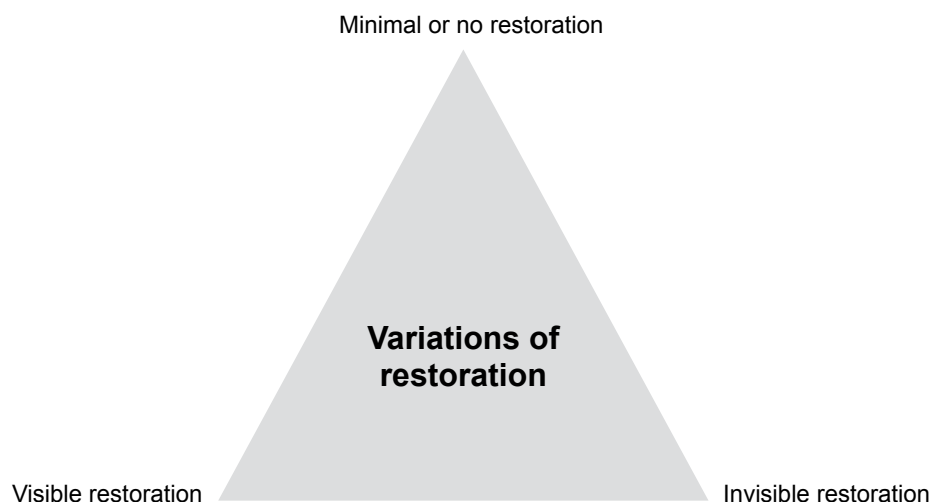 Minimal or no restoration
Variations of
restoration
Visible restoration
Invisible restoration